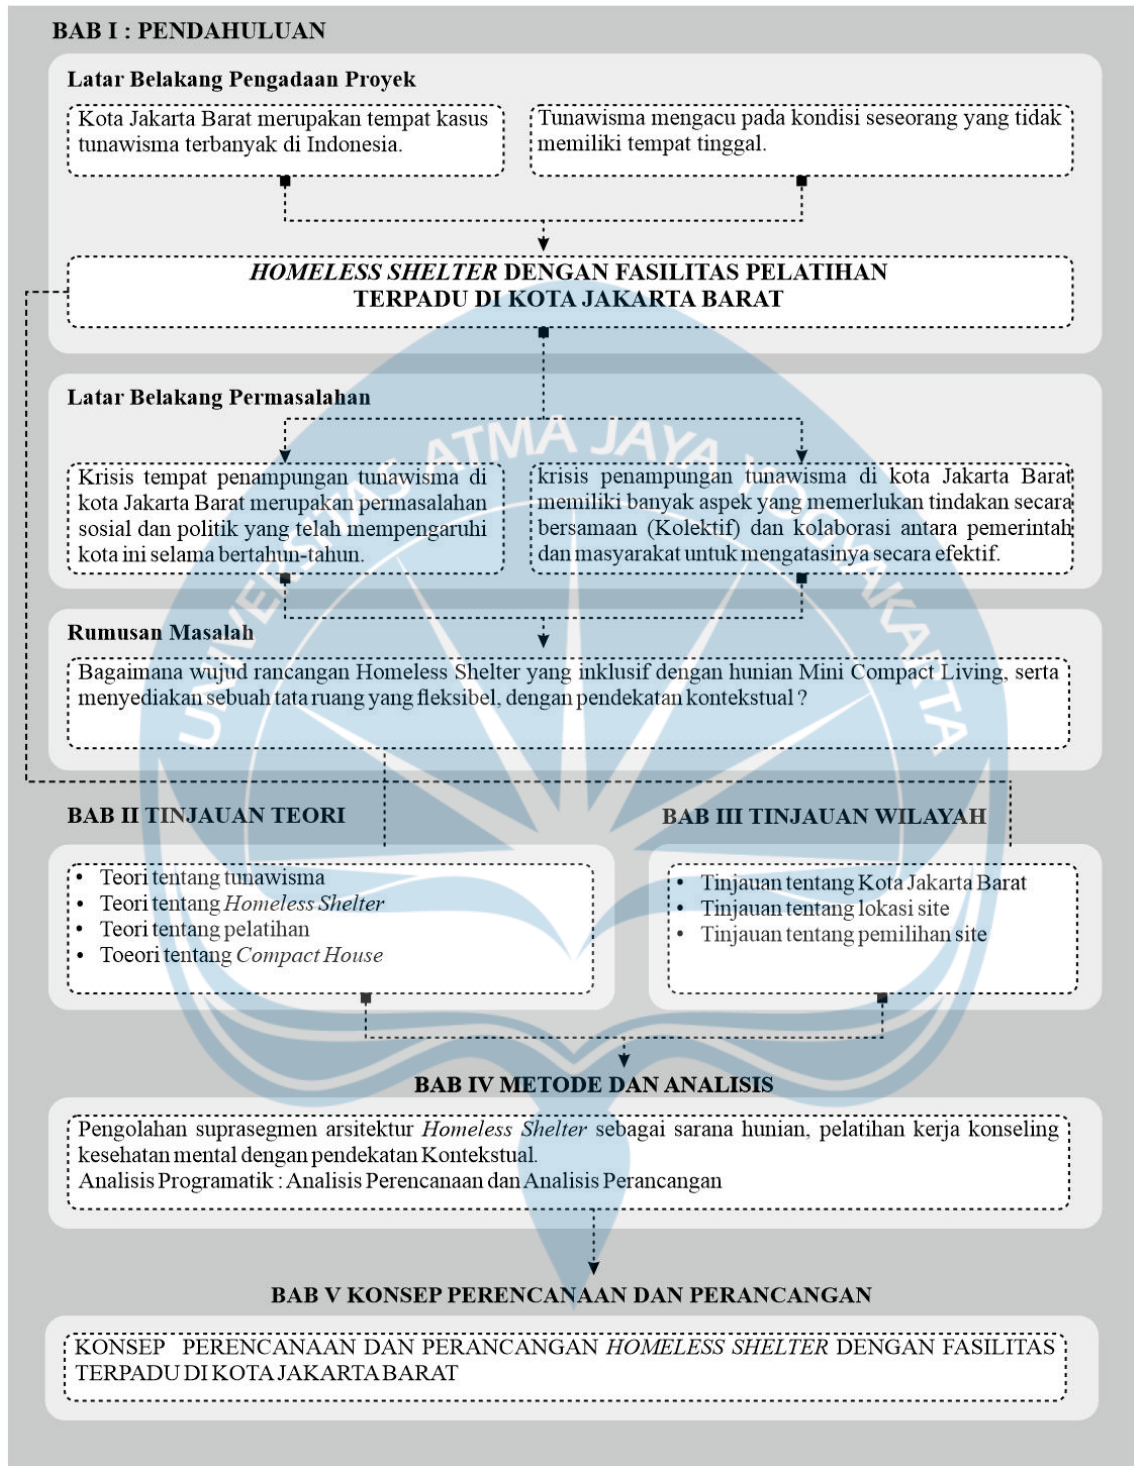 BAB I : PENDAHULUAN
Latar Belakang Pengadaan Proyek
Kota Jakarta Barat merupakan tempat kasus
tunawisma terbanyak di Indonesia.
Tunawisma mengacu pada kondisi seseorang yang tidak
memiliki tempat tinggal.
HOMELESS SHELTER DENGAN FASILITAS PELATIHAN
TERPADU DI KOTA JAKARTA BARAT
Latar Belakang Permasalahan
Krisis tempat penampungan tunawisma di
kota Jakarta Barat merupakan permasalahan
sosial dan politik yang telah mempengaruhi
kota ini selama bertahun-tahun.
krisis penampungan tunawisma di kota Jakarta Barat
memiliki banyak aspek yang memerlukan tindakan secara
bersamaan (Kolektif) dan kolaborasi antara pemerintah
dan masyarakat untuk mengatasinya secara efektif.
Rumusan Masalah
Bagaimana wujud rancangan Homeless Shelter yang inklusif dengan hunian Mini Compact Living, serta
menyediakan sebuah tata ruang yang fleksibel, dengan pendekatan kontekstual ?
BAB II TINJAUAN TEORI
• Teori tentang tunawisma
• Teori tentang Homeless Shelter
• Teori tentang pelatihan
• Toeori tentang Compact House
BAB III TINJAUAN WILAYAH
• Tinjauan tentang Kota Jakarta Barat
• Tinjauan tentang lokasi site
• Tinjauan tentang pemilihan site
BAB IV METODE DAN ANALISIS
Pengolahan suprasegmen arsitektur Homeless Shelter sebagai sarana hunian, pelatihan kerja konseling
kesehatan mental dengan pendekatan Kontekstual.
Analisis Programatik : Analisis Perencanaan dan Analisis Perancangan
BAB V KONSEP PERENCANAAN DAN PERANCANGAN
KONSEP PERENCANAAN DAN PERANCANGAN HOMELESS SHELTER DENGAN FASILITAS
TERPADU DI KOTA JAKARTA BARAT
UNIVERSITAS ATMA JAYA YOGYAKARTA